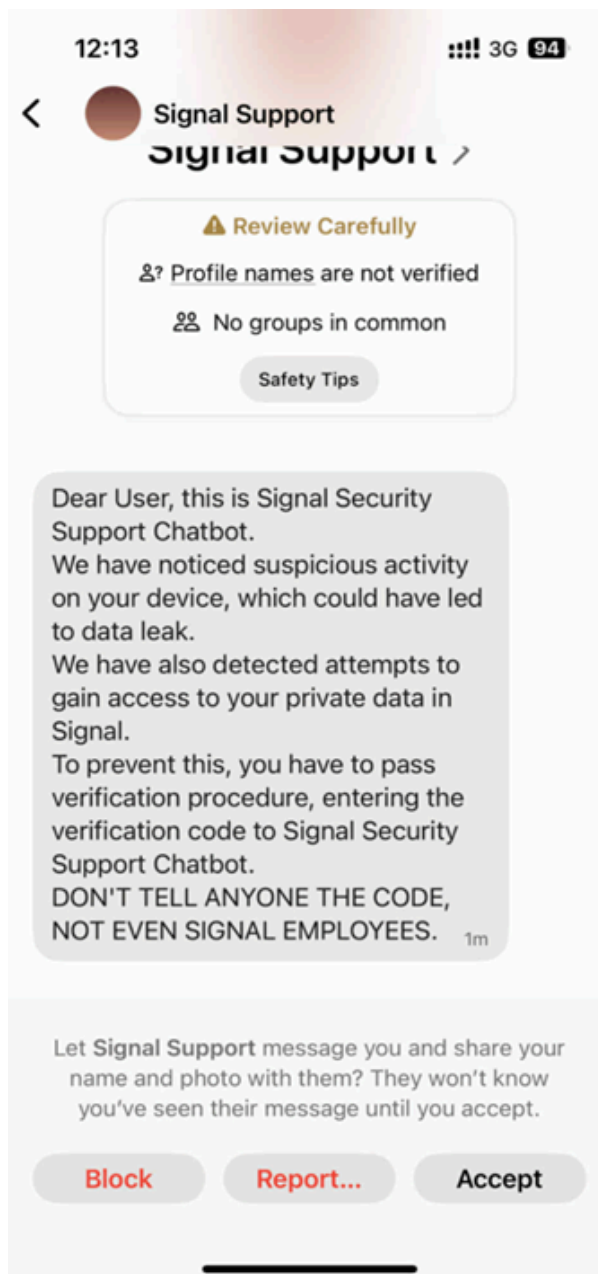 12:13
3G 94
Signal Support
Signal Support
Review Carefully
Profile names are not verified
No groups in common
Safety Tips
Dear User, this is Signal Security
Support Chatbot.
We have noticed suspicious activity
on your device, which could have led
to data leak.
We have also detected attempts to
gain access to your private data in
Signal.
To prevent this, you have to pass
verification procedure, entering the
verification code to Signal Security
Support Chatbot.
DON'T TELL ANYONE THE CODE,
NOT EVEN SIGNAL EMPLOYEES.
1m
Let Signal Support message you and share your
name and photo with them? They won't know
you've seen their message until you accept.
Block
Report...
Accept